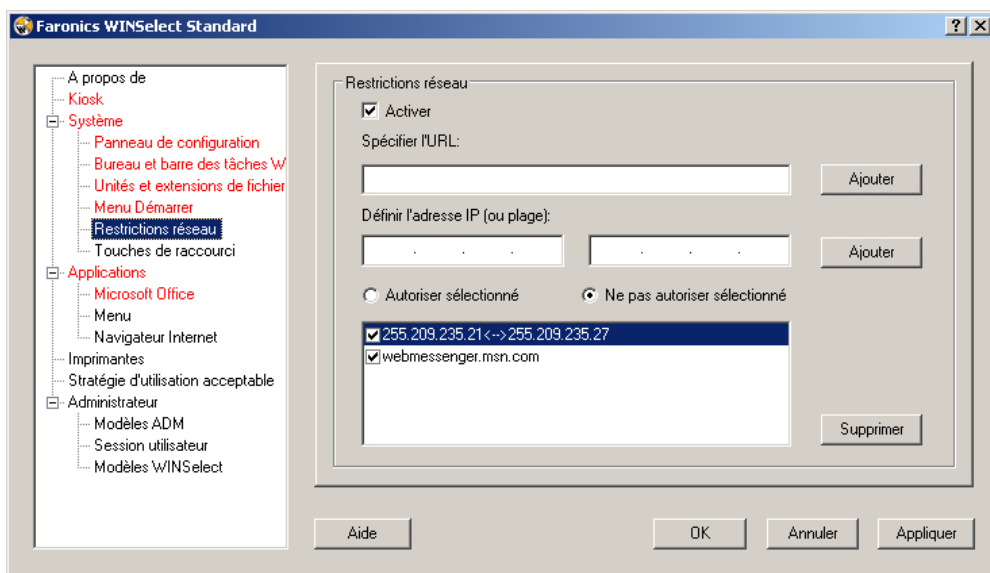 Faronics WINSelect Standard
A propos de
Kiosk
Système
Panneau de configuration
Bureau et barre des tâches W
Unités et extensions de fichier
Menu Démarrer
Restrictions réseau
Touches de raccourci
Applications
Microsoft Office
Menu
Navigateur Internet
Imprimantes
Stratégie d'utilisation acceptable
Administrateur
Modèles ADM
Session utilisateur
Modèles WINSelect
Restrictions réseau
Activer
Spécifier l'URL:
Ajouter
Définir l'adresse IP (ou plage):
Ajouter
Autoriser sélectionné
Ne pas autoriser sélectionné
255.209.235.21<-->255.209.235.27
webmessenger.msn.com
Supprimer
Aide
OK
Annuler
Appliquer